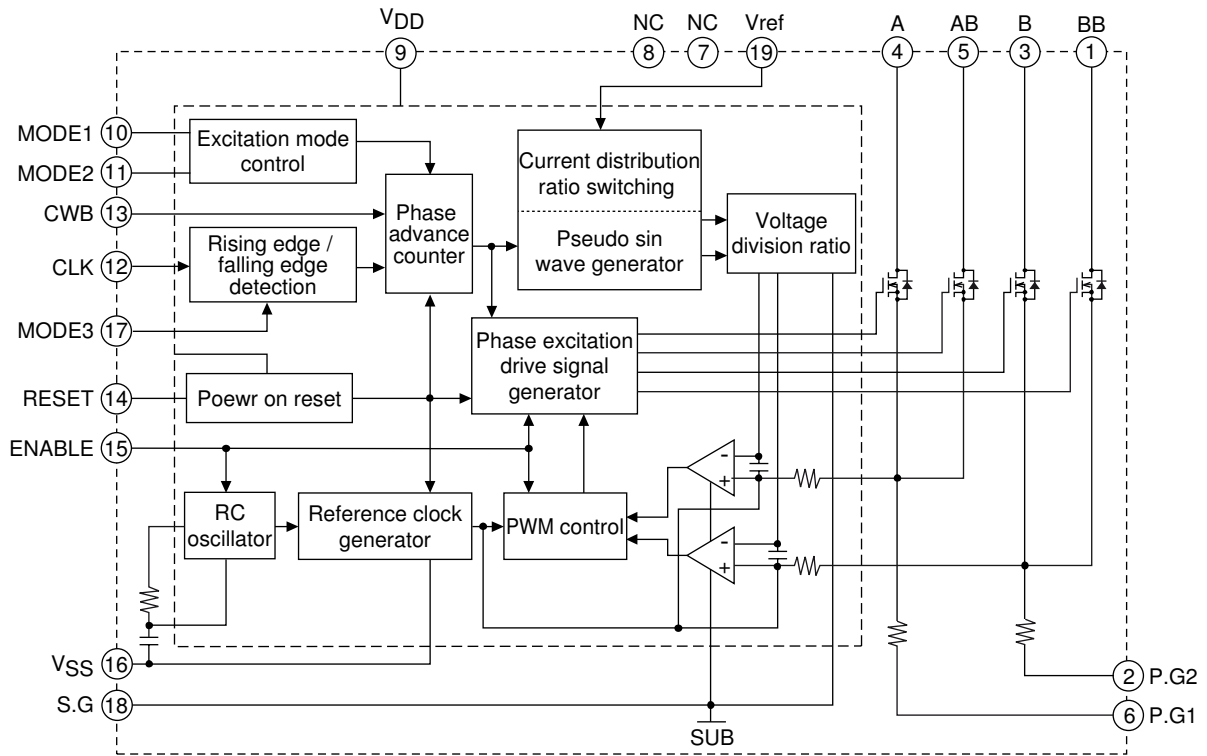 VDD
NC
NC
Vref
A
AB
B
BB
9
8
7
19
4
5
3
1
MODE1 10
MODE2 11
CWB 13
CLK 12
MODE3 17
RESET 14
ENABLE 15
VSS 16
S.G 18
Excitation mode
control
Phase
advance
counter
Rising edge /
falling edge
detection
Current distribution
ratio switching
Pseudo sin
wave generator
Voltage
division ratio
Phase excitation
drive signal
generator
Poewr on reset
RC
oscillator
Reference clock
generator
PWM control
-
+
-
+
SUB
2 P.G2
6 P.G1